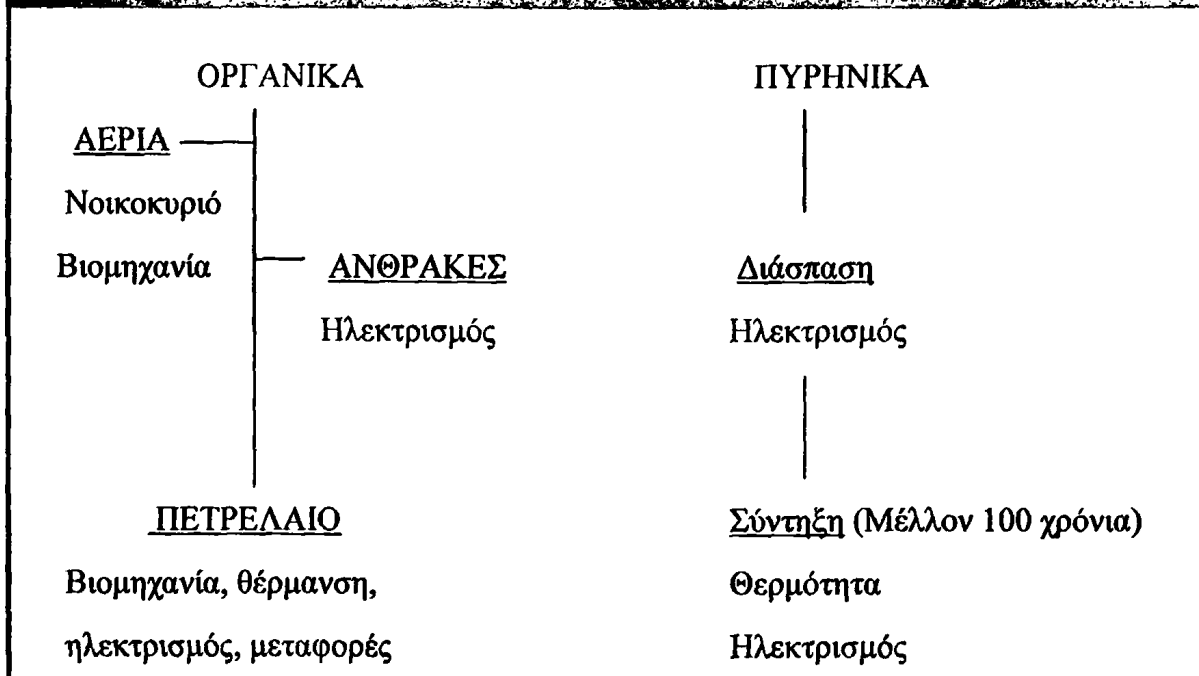 ΟΡΓΑΝΙΚΑ
ΑΕΡΙΑ
Νοικοκυριό
Βιομηχανία
ΑΝΘΡΑΚΕΣ
Ηλεκτρισμός
ΠΕΤΡΕΛΑΙΟ
Βιομηχανία, θέρμανση,
ηλεκτρισμός, μεταφορές
ΠΥΡΗΝΙΚΑ
Διάσπαση
Ηλεκτρισμός
Σύντηξη (Μέλλον 100 χρόνια)
Θερμότητα
Ηλεκτρισμός